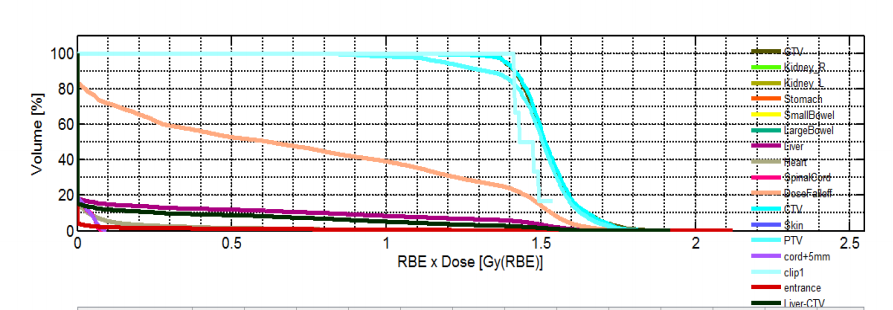 100
80
60
40
20
0
Volume [%]
0
0.5
1
1.5
2
2.5
RBE x Dose [Gy(RBE)]
GTV
Kidney_R
Kidney_L
Stomach
SmallBowel
LargeBowel
Liver
Heart
SpinalCord
DoseFalloff
CTV
Skin
PTV
cord+5mm
clip1
entrance
Liver-CTV